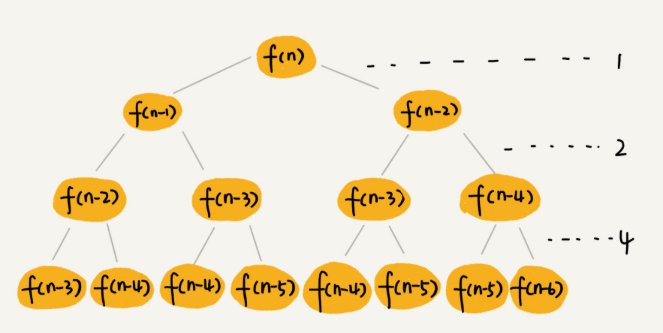 f(n)
1
f(n-1) f(n-2)
2
f(n-2) f(n-3) f(n-3) f(n-4)
4
f(n-3) f(n-4) f(n-4) f(n-5) f(n-4) f(n-5) f(n-5) f(n-6)